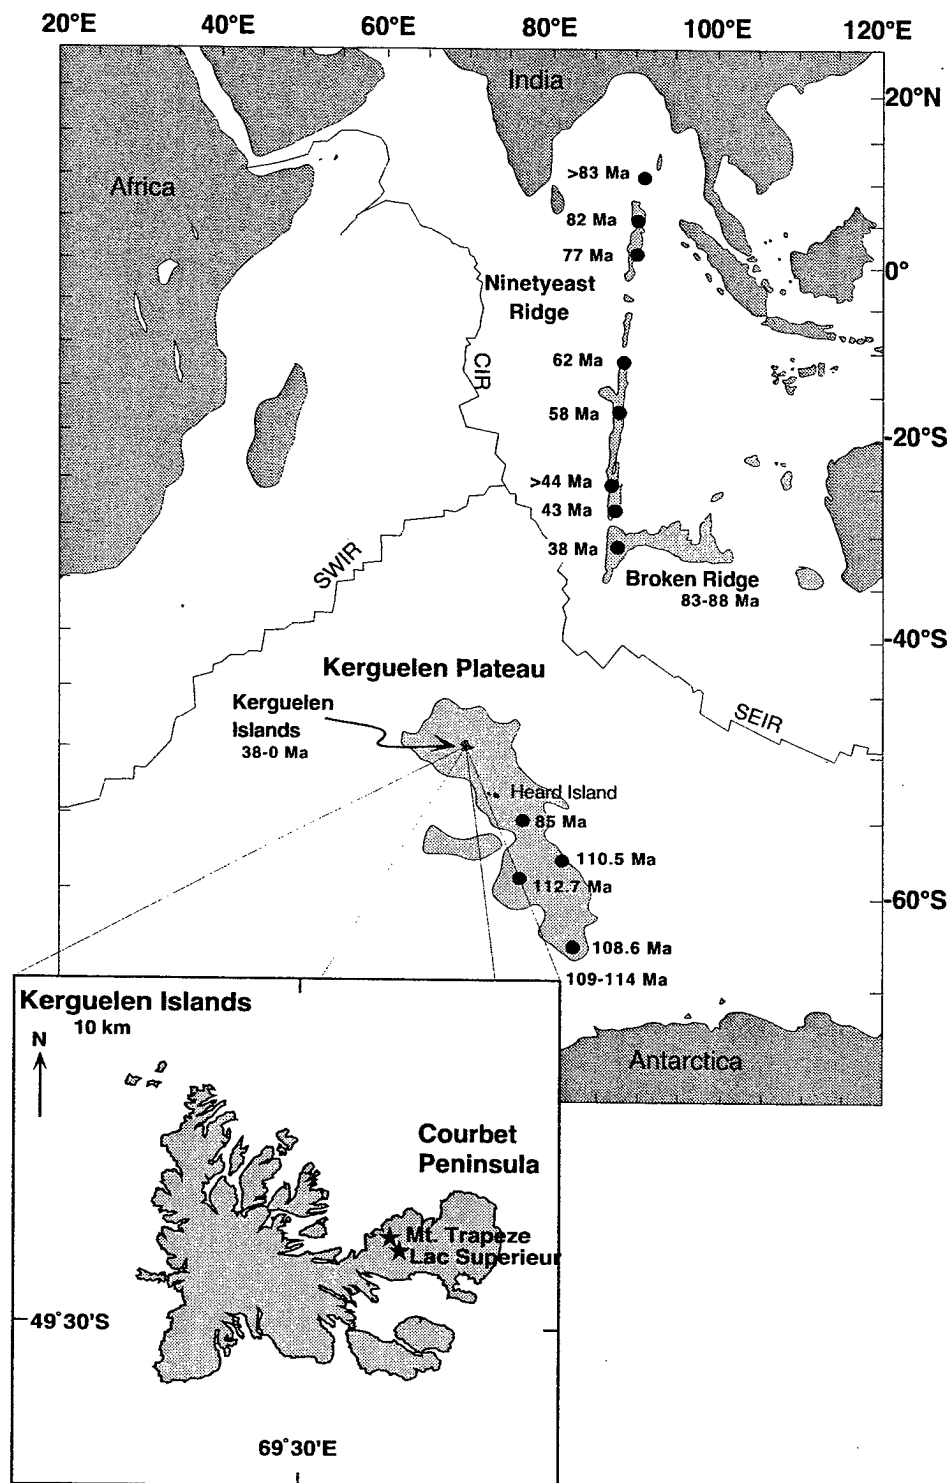 20°E 40°E 60°E 80°E 100°E 120°E
India
20°N
Africa
>83 Ma
82 Ma
77 Ma
0°
Ninetyeast
Ridge
62 Ma
CIR
58 Ma
-20°S
>44 Ma
43 Ma
38 Ma
SWIR
Broken Ridge
83-88 Ma
-40°S
Kerguelen Plateau
Kerguelen
Islands
38-0 Ma
SEIR
Heard Island
85 Ma
110.5 Ma
112.7 Ma
-60°S
108.6 Ma
109-114 Ma
Kerguelen Islands
10 km
N
Antarctica
Courbet
Peninsula
Mt. Trapeze
Lac Superieur
49°30'S
69°30'E